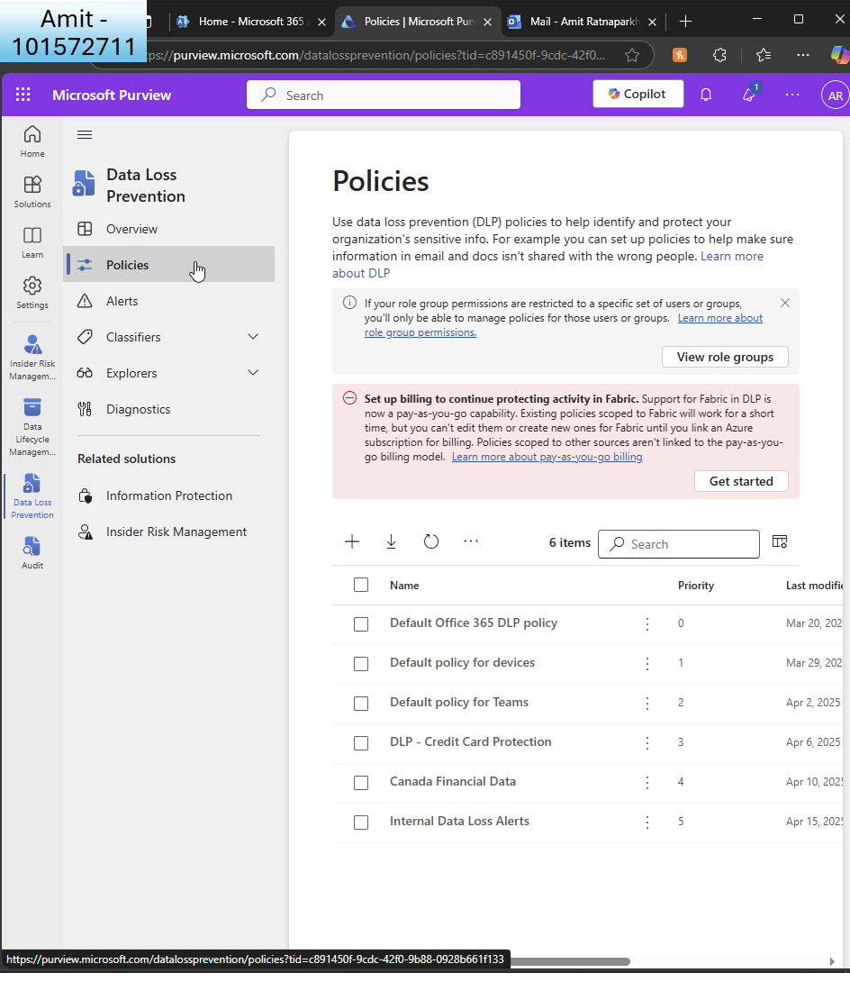 Amit -
101572711
Home - Microsoft 365
Policies | Microsoft Pur
Mail - Amit Ratnapark
ps://purview.microsoft.com/datalossprevention/policies?tid=c891450f-9cdc-42f0...
Microsoft Purview
Search
Copilot
1
AR
Home
Solutions
Learn
Settings
Insider Risk
Managem...
Data
Lifecycle
Managem...
Data Loss
Prevention
Audit
Data Loss
Prevention
Overview
Policies
Alerts
Classifiers
Explorers
Diagnostics
Related solutions
Information Protection
Insider Risk Management
Policies
Use data loss prevention (DLP) policies to help identify and protect your
organization's sensitive info. For example you can set up policies to help make sure
information in email and docs isn't shared with the wrong people. Learn more
about DLP
If your role group permissions are restricted to a specific set of users or groups,
you'll only be able to manage policies for those users or groups. Learn more about
role group permissions.
View role groups
Set up billing to continue protecting activity in Fabric. Support for Fabric in DLP is
now a pay-as-you-go capability. Existing policies scoped to Fabric will work for a short
time, but you can't edit them or create new ones for Fabric until you link an Azure
subscription for billing. Policies scoped to other sources aren't linked to the pay-as-you-
go billing model. Learn more about pay-as-you-go billing
Get started
6 items
Search
Name Priority Last modifie
Default Office 365 DLP policy 0 Mar 20, 202
Default policy for devices 1 Mar 29, 202
Default policy for Teams 2 Apr 2, 2025
DLP - Credit Card Protection 3 Apr 6, 2025
Canada Financial Data 4 Apr 10, 2025
Internal Data Loss Alerts 5 Apr 15, 2025
https://purview.microsoft.com/datalossprevention/policies?tid=c891450f-9cdc-42f0-9b88-0928b661f133